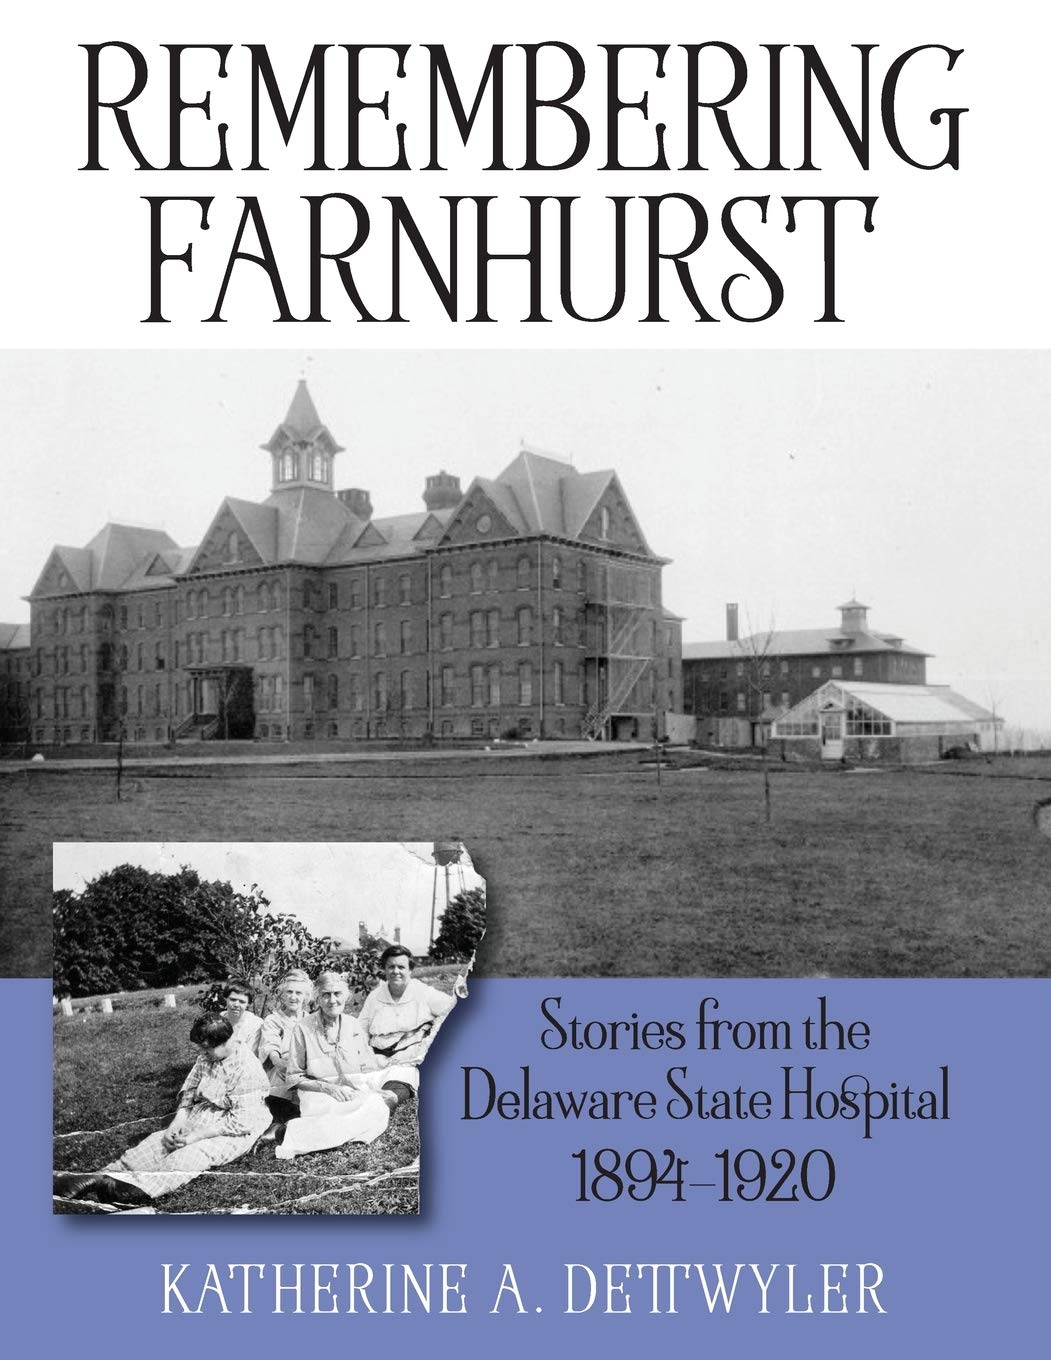 REMEMBERING
FARNHURST
Stories from the
Delaware State Hospital
1894–1920
KATHERINE A. DETTWYLER